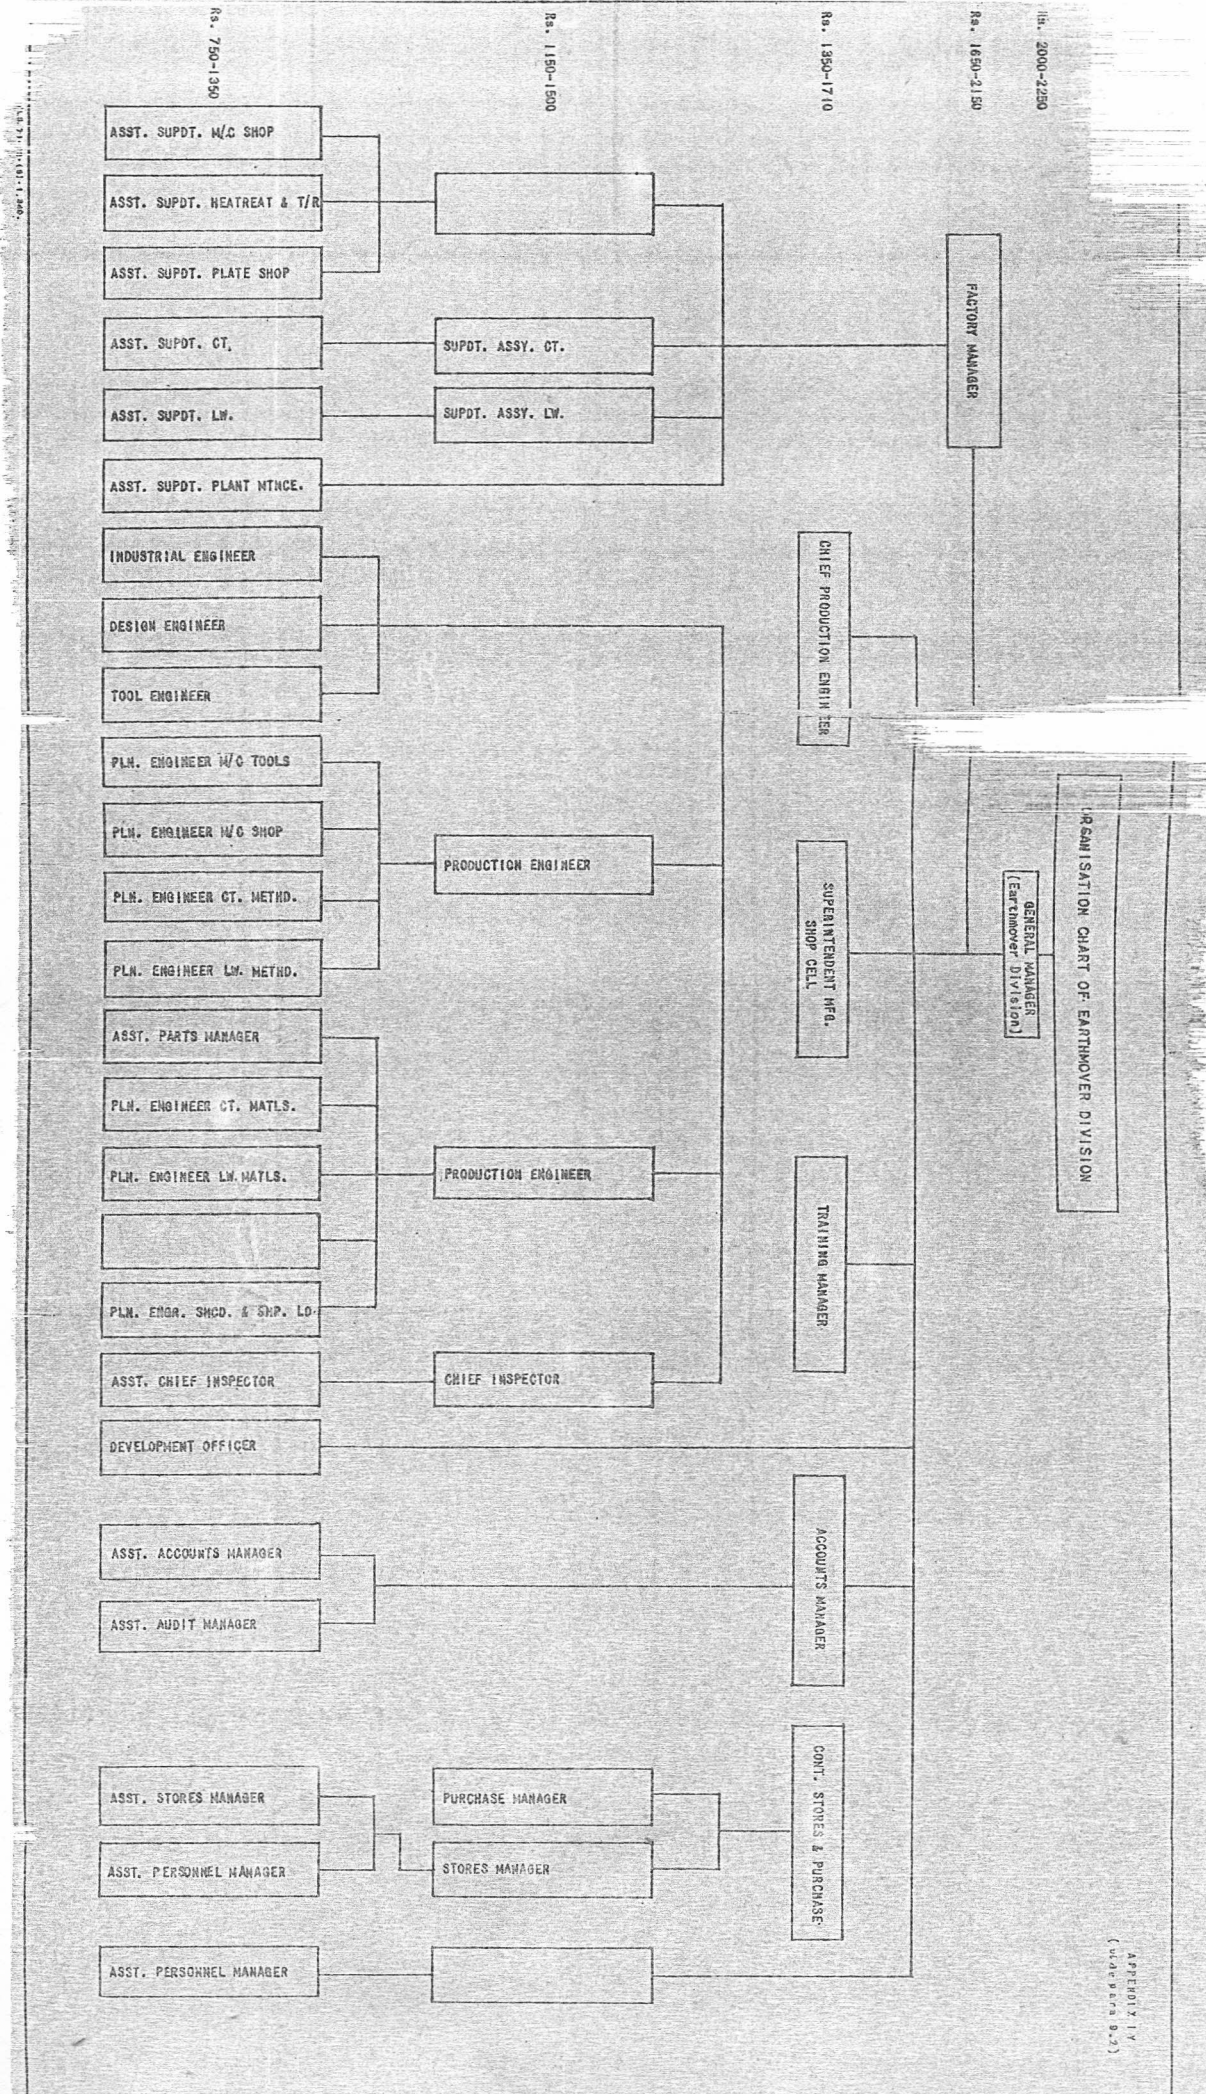 APPENDIX IV
(vide para 9.2)
ORGANISATION CHART OF EARTHMOVER DIVISION
Rs. 2000-2250
GENERAL MANAGER
(Earthmover Division)
Rs. 1650-2150
FACTORY MANAGER
Rs. 1350-1710
CHIEF PRODUCTION ENGINEER
SUPERINTENDENT MFG.
SHOP CELL
TRAINING MANAGER
ACCOUNTS MANAGER
CONT. STORES & PURCHASE
Rs. 1150-1500
SUPDT. ASSY. CT.
SUPDT. ASSY. LW.
PRODUCTION ENGINEER
PRODUCTION ENGINEER
CHIEF INSPECTOR
PURCHASE MANAGER
STORES MANAGER
Rs. 750-1350
ASST. SUPDT. M/C SHOP
ASST. SUPDT. HEATREAT & T/R
ASST. SUPDT. PLATE SHOP
ASST. SUPDT. CT.
ASST. SUPDT. LW.
ASST. SUPDT. PLANT MTNCE.
INDUSTRIAL ENGINEER
DESIGN ENGINEER
TOOL ENGINEER
PLN. ENGINEER M/C TOOLS
PLN. ENGINEER M/C SHOP
PLN. ENGINEER CT. METHD.
PLN. ENGINEER LW. METHD.
ASST. PARTS MANAGER
PLN. ENGINEER CT. MATLS.
PLN. ENGINEER LW. MATLS.
PLN. ENGR. SHCD. & SHP. LO.
ASST. CHIEF INSPECTOR
DEVELOPMENT OFFICER
ASST. ACCOUNTS MANAGER
ASST. AUDIT MANAGER
ASST. STORES MANAGER
ASST. PERSONNEL MANAGER
ASST. PERSONNEL MANAGER